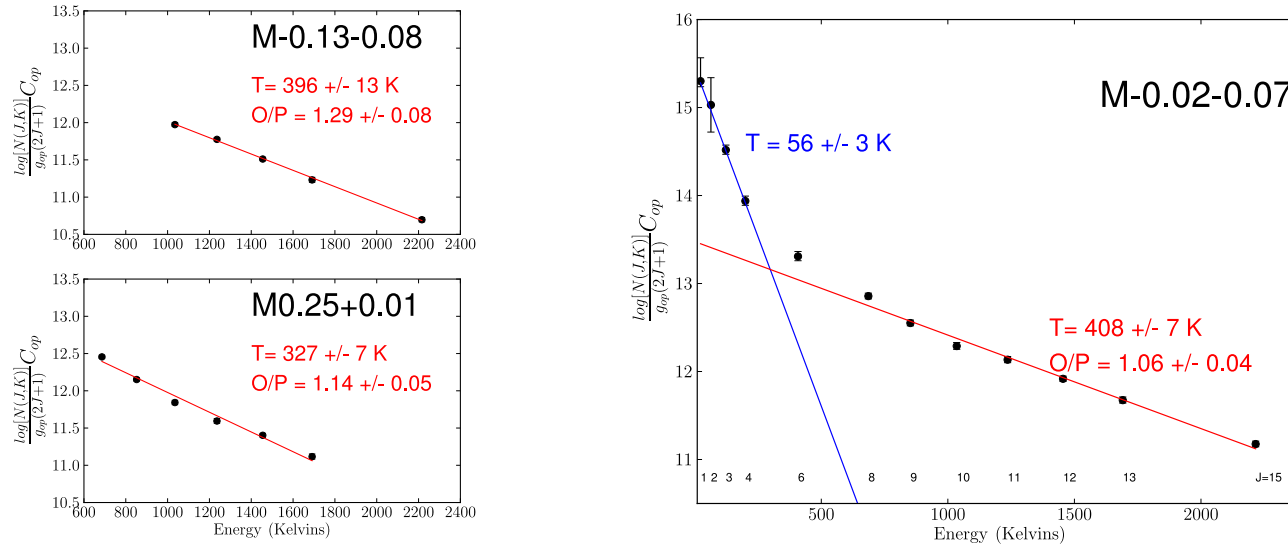 M-0.13-0.08
T= 396 +/- 13 K
O/P = 1.29 +/- 0.08
log[N(J,K)]
g_op(2J+1) C_op
13.5
13.0
12.5
12.0
11.5
11.0
10.5
600 800 1000 1200 1400 1600 1800 2000 2200 2400
M0.25+0.01
T= 327 +/- 7 K
O/P = 1.14 +/- 0.05
log[N(J,K)]
g_op(2J+1) C_op
13.5
13.0
12.5
12.0
11.5
11.0
10.5
600 800 1000 1200 1400 1600 1800 2000 2200 2400
Energy (Kelvins)
M-0.02-0.07
T = 56 +/- 3 K
T= 408 +/- 7 K
O/P = 1.06 +/- 0.04
log[N(J,K)]
g_op(2J+1) C_op
16
15
14
13
12
11
1 2 3 4 6 8 9 10 11 12 13 J=15
500 1000 1500 2000
Energy (Kelvins)